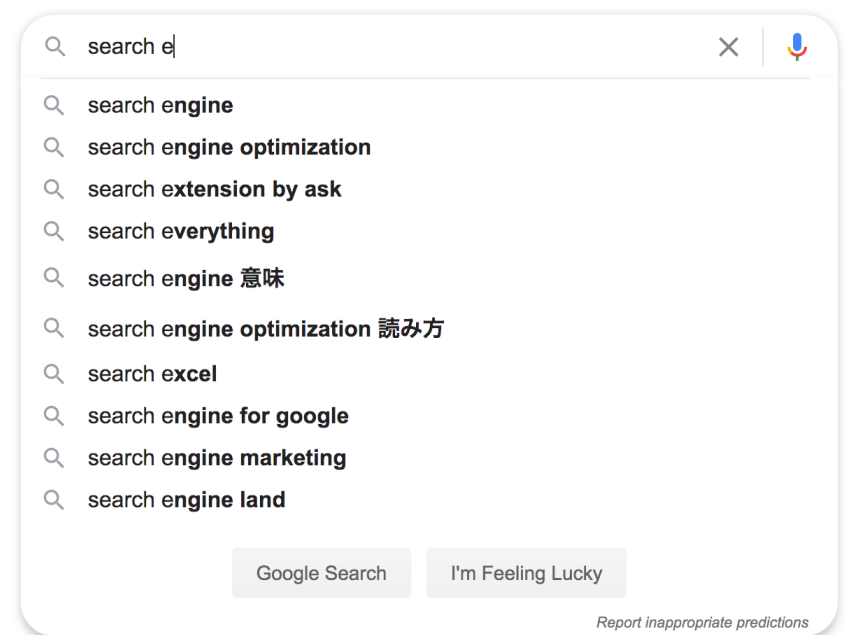 search e
search engine
search engine optimization
search extension by ask
search everything
search engine 意味
search engine optimization 読み方
search excel
search engine for google
search engine marketing
search engine land
Google Search
I'm Feeling Lucky
Report inappropriate predictions